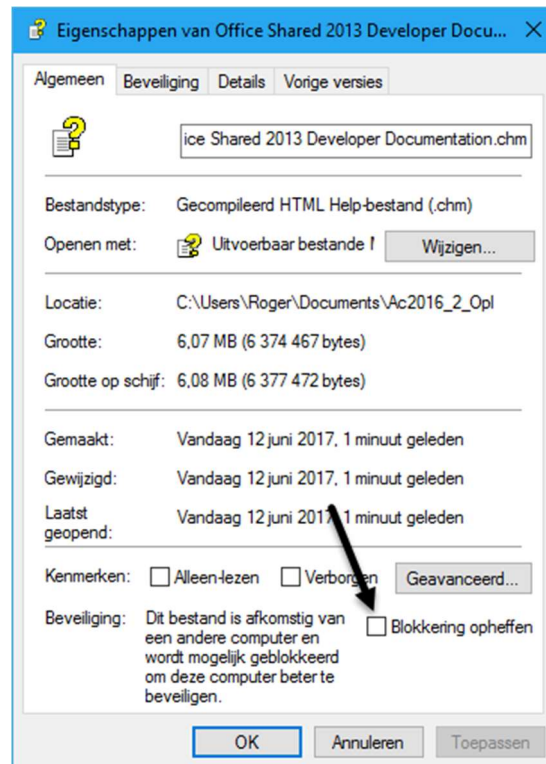 Eigenschappen van Office Shared 2013 Developer Docu...
Algemeen Beveiliging Details Vorige versies
ice Shared 2013 Developer Documentation.chm
Bestandstype: Gecompileerd HTML Help-bestand (.chm)
Openen met: Uitvoerbaar bestande Wijzigen...
Locatie: C:\Users\Roger\Documents\Ac2016_2_Opl
Grootte: 6,07 MB (6 374 467 bytes)
Grootte op schijf: 6,08 MB (6 377 472 bytes)
Gemaakt: Vandaag 12 juni 2017, 1 minuut geleden
Gewijzigd: Vandaag 12 juni 2017, 1 minuut geleden
Laatst
geopend: Vandaag 12 juni 2017, 1 minuut geleden
Kenmerken: Alleen-lezen Verborgen Geavanceerd...
Beveiliging: Dit bestand is afkomstig van
een andere computer en
wordt mogelijk geblokkeerd
om deze computer beter te
beveiligen.
Blokkering opheffen
OK Annuleren Toepassen